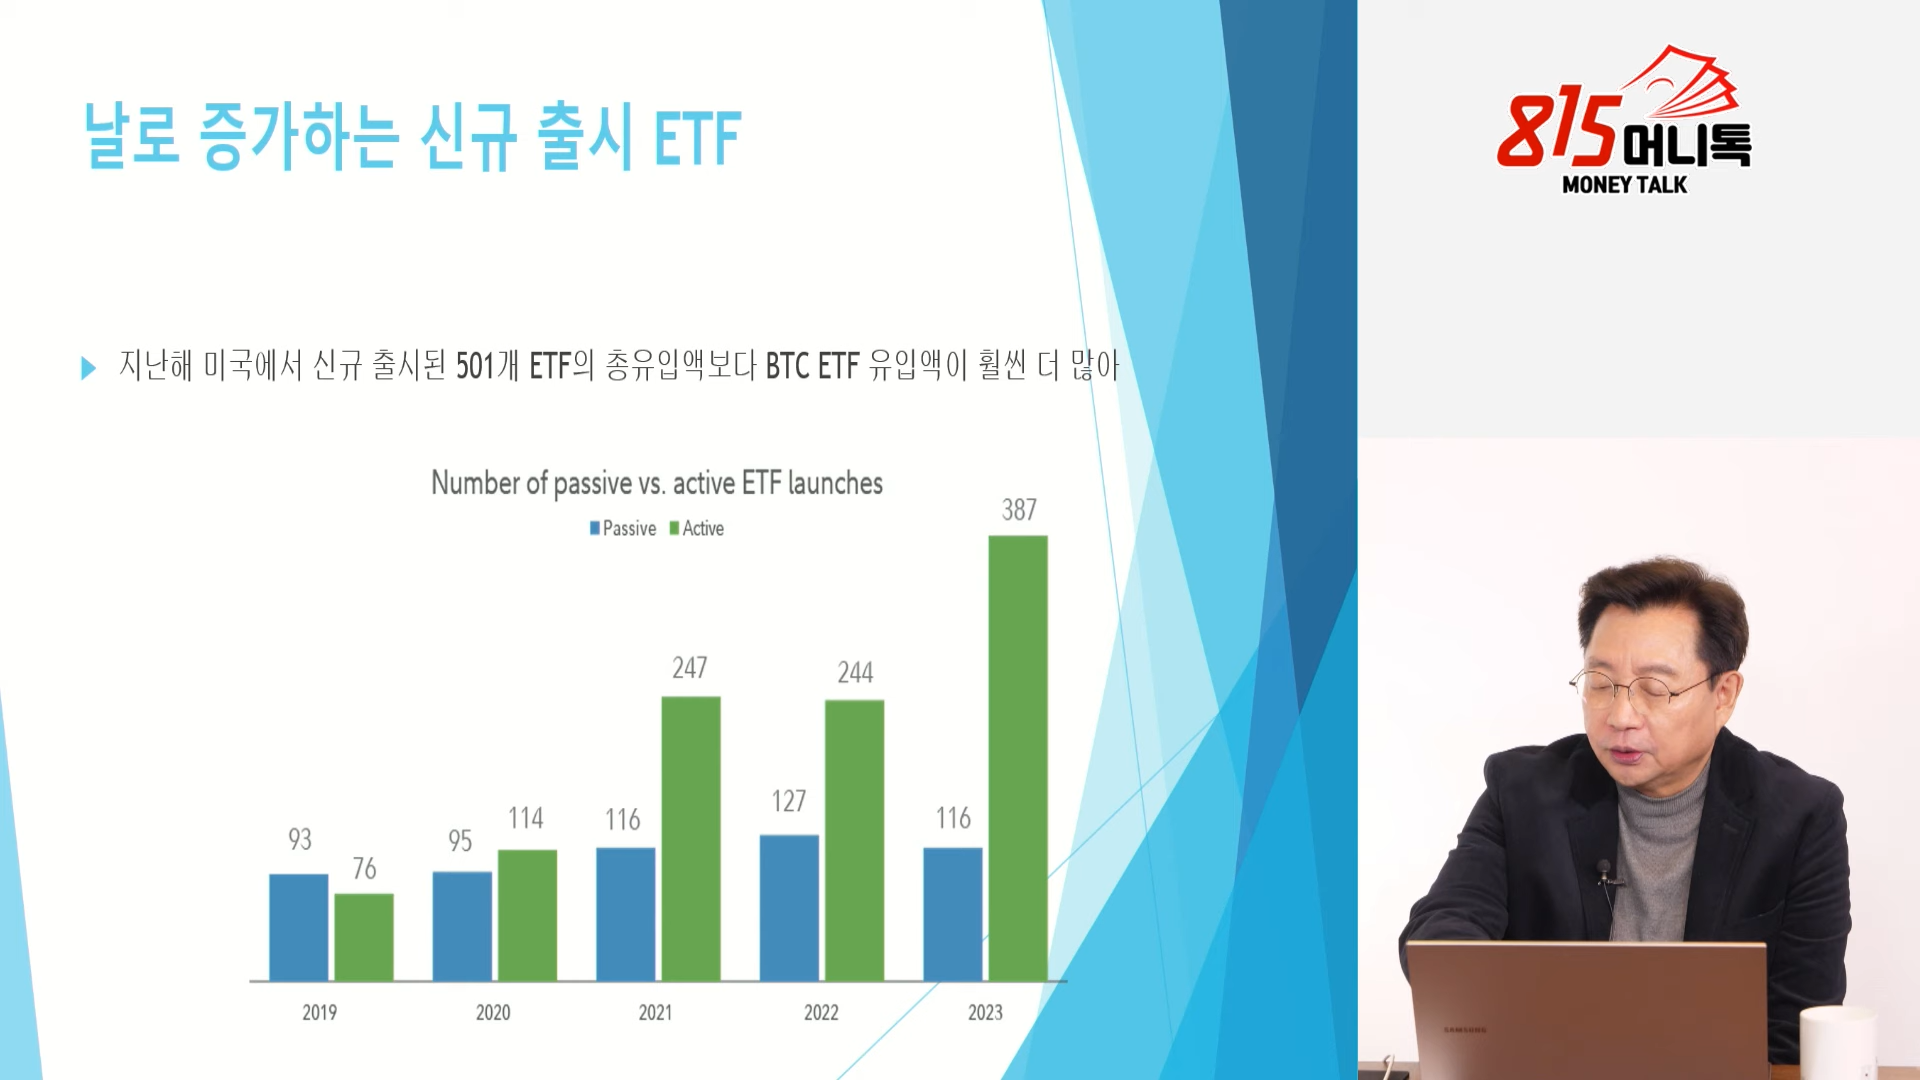 날로 증가하는 신규 출시 ETF
지난해 미국에서 신규 출시된 501개 ETF의 총유입액보다 BTC ETF 유입액이 훨씬 더 많아
Number of passive vs. active ETF launches
Passive Active
93 76 95 114 116 247 127 244 116 387
2019 2020 2021 2022 2023
815머니톡
MONEY TALK
SAMSUNG